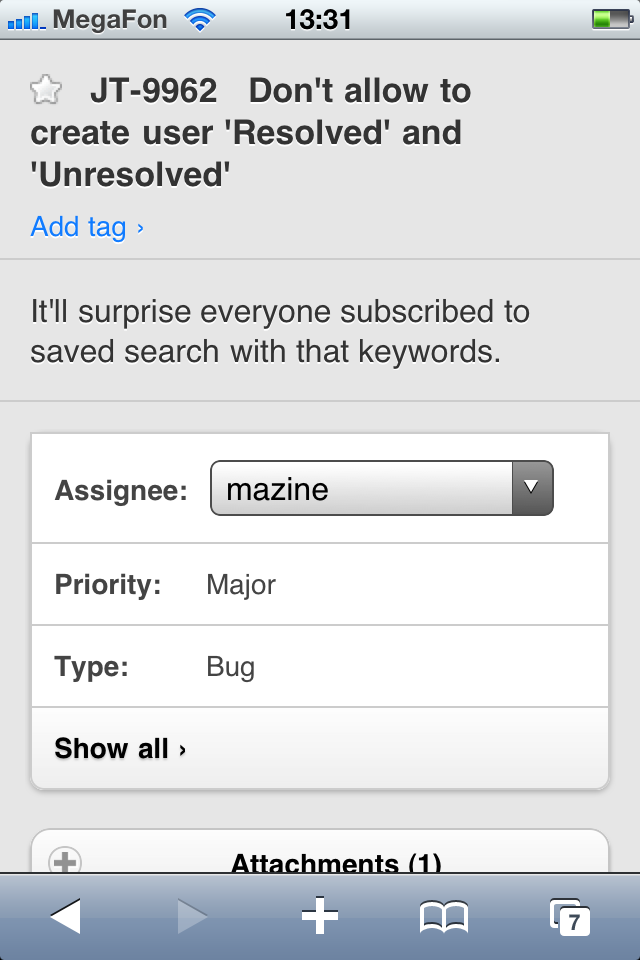 MegaFon 13:31
JT-9962 Don't allow to
create user 'Resolved' and
'Unresolved'
Add tag ›
It'll surprise everyone subscribed to
saved search with that keywords.
Assignee: mazine
Priority: Major
Type: Bug
Show all ›
Attachments (1)
7